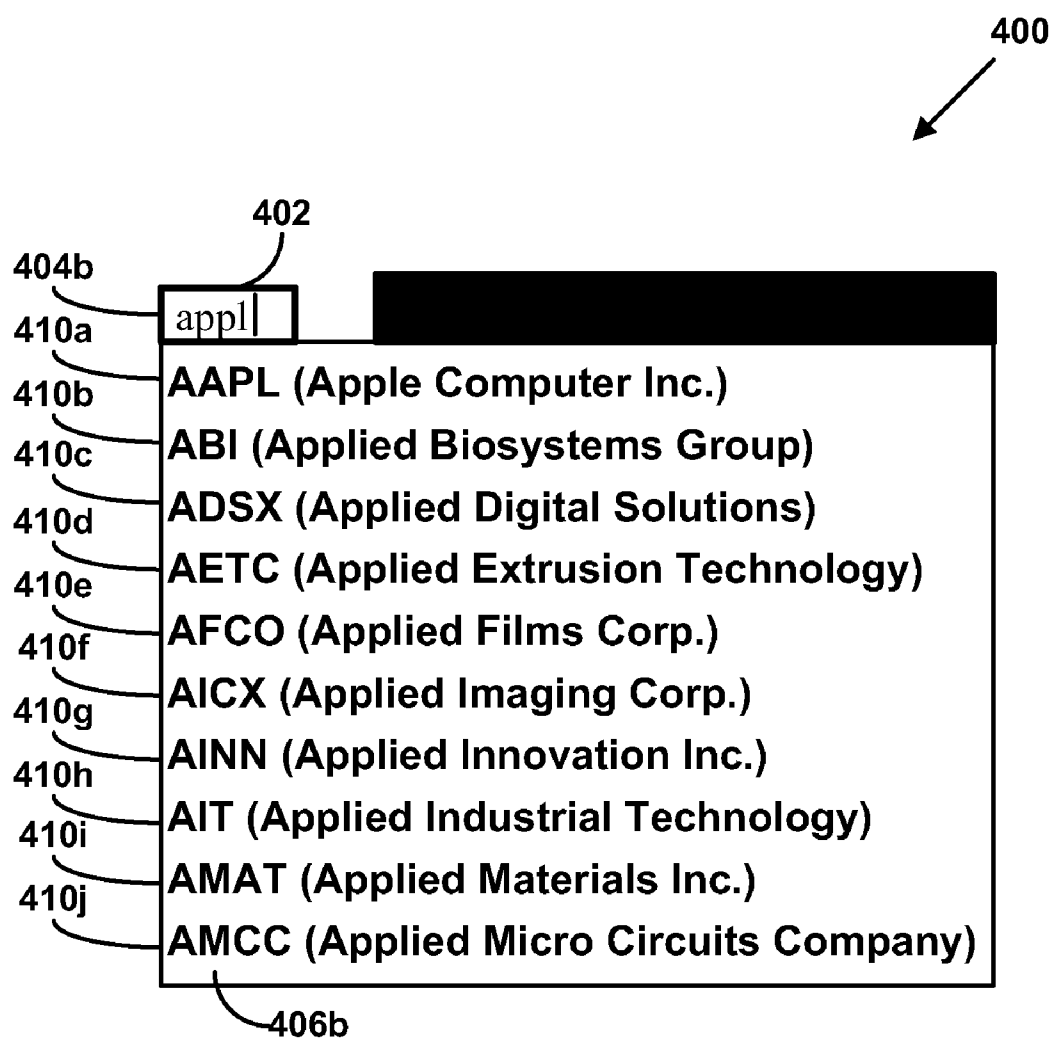 400
402
404b
appl
410a
AAPL (Apple Computer Inc.)
410b
ABI (Applied Biosystems Group)
410c
ADSX (Applied Digital Solutions)
410d
AETC (Applied Extrusion Technology)
410e
AFCO (Applied Films Corp.)
410f
AICX (Applied Imaging Corp.)
410g
AINN (Applied Innovation Inc.)
410h
AIT (Applied Industrial Technology)
410i
AMAT (Applied Materials Inc.)
410j
AMCC (Applied Micro Circuits Company)
406b